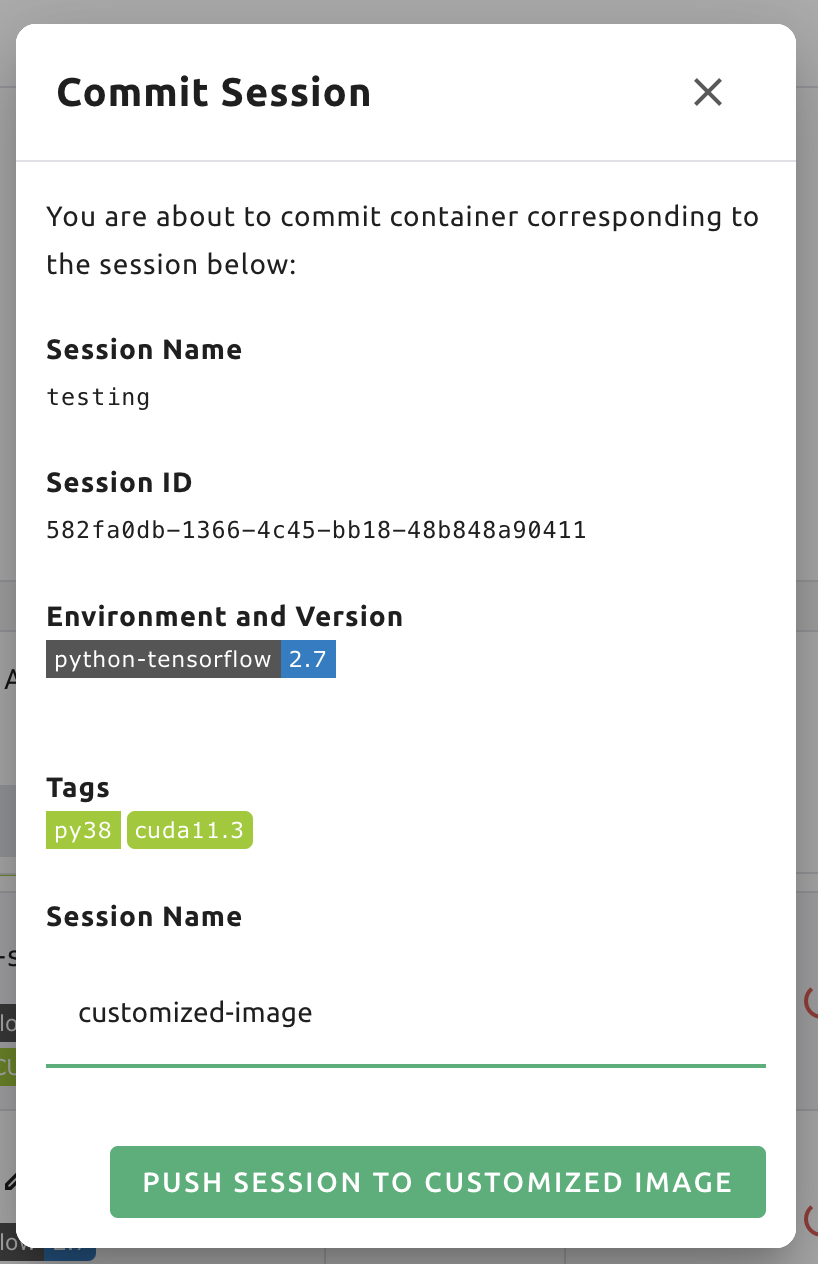 Commit Session
You are about to commit container corresponding to
the session below:
Session Name
testing
Session ID
582fa0db-1366-4c45-bb18-48b848a90411
Environment and Version
python-tensorflow 2.7
Tags
py38 cuda11.3
Session Name
customized-image
PUSH SESSION TO CUSTOMIZED IMAGE